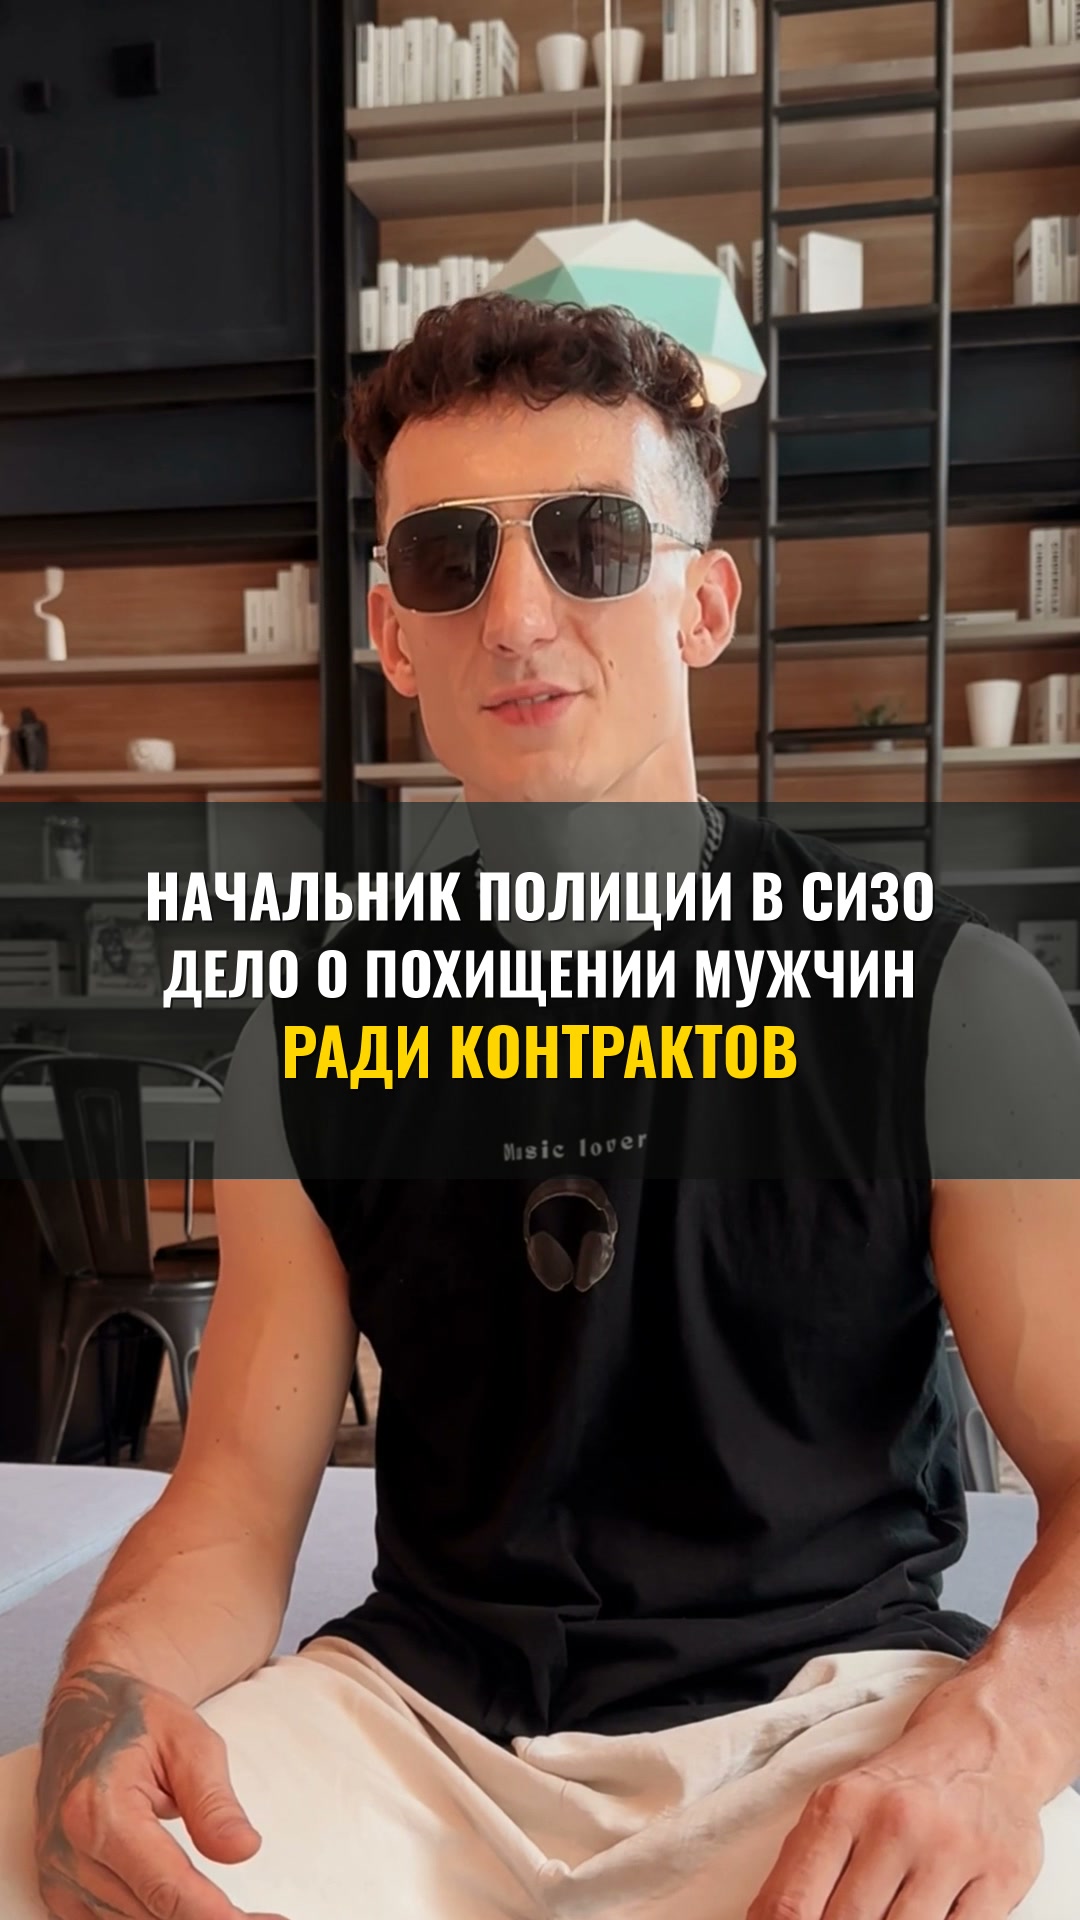 НАЧАЛЬНИК ПОЛИЦИИ В СИЗО
ДЕЛО О ПОХИЩЕНИИ МУЖЧИН
РАДИ КОНТРАКТОВ
Music lover